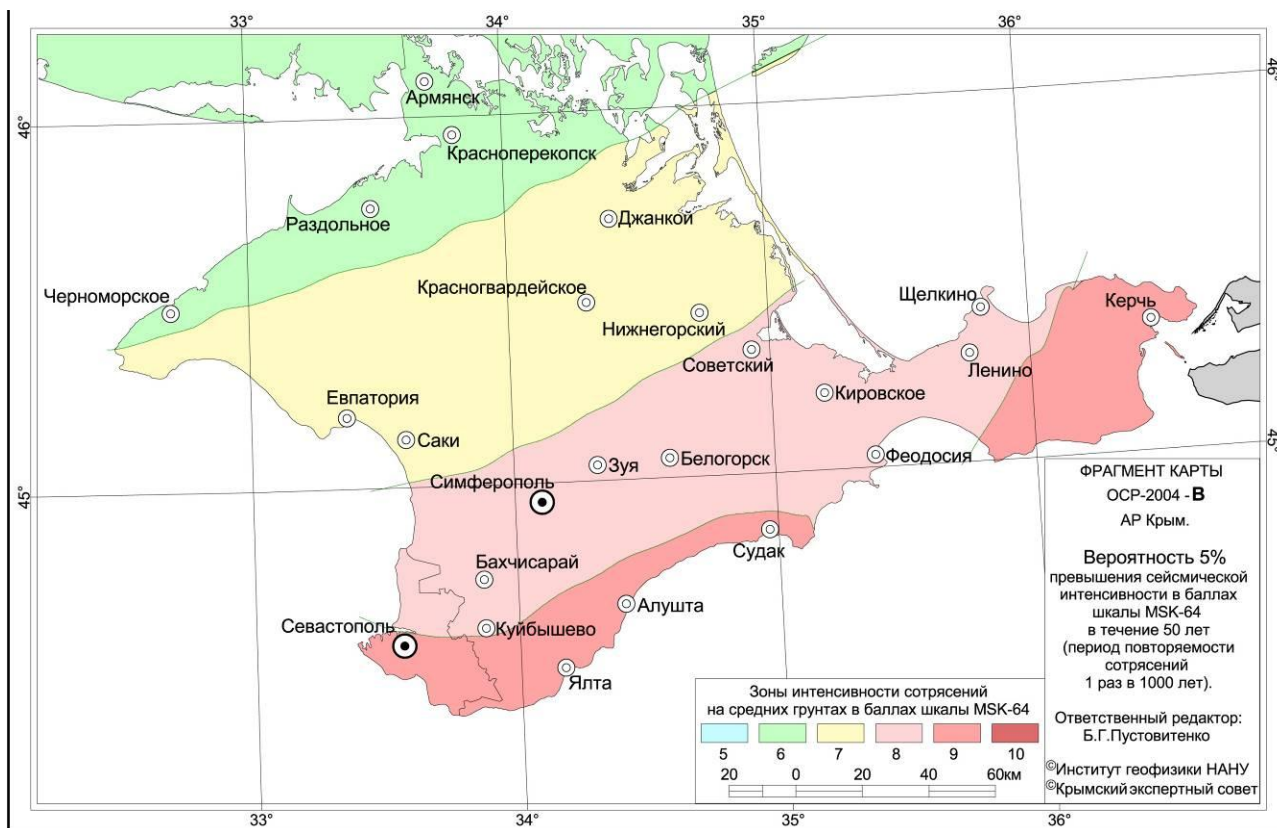 33°
34°
35°
36°
46°
46°
Армянск
Красноперекопск
Раздольное
Джанкой
Черноморское
Красногвардейское
Щелкино
Керчь
Нижнегорский
Советский
Ленино
Евпатория
Кировское
Саки
45°
Зуя
Белогорск
Феодосия
Симферополь
45°
Судак
Бахчисарай
Алушта
Севастополь
Куйбышево
Ялта
ФРАГМЕНТ КАРТЫ
ОСР-2004 - В
АР Крым.
Вероятность 5%
превышения сейсмической
интенсивности в баллах
шкалы MSK-64
в течение 50 лет
(период повторяемости
сотрясений
1 раз в 1000 лет).
Ответственный редактор:
Б.Г.Пустовитенко
©Институт геофизики НАНУ
©Крымский экспертный совет
Зоны интенсивности сотрясений
на средних грунтах в баллах шкалы MSK-64
5 6 7 8 9 10
20 0 20 40 60км
33°
34°
35°
36°